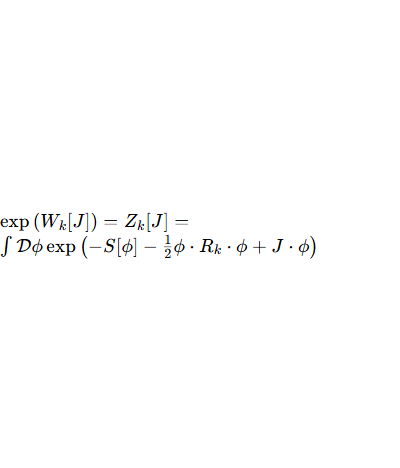 exp (W_k[J]) = Z_k[J] =
∫ 𝒟ϕ exp (−S[ϕ] − ½ϕ · R_k · ϕ + J · ϕ)